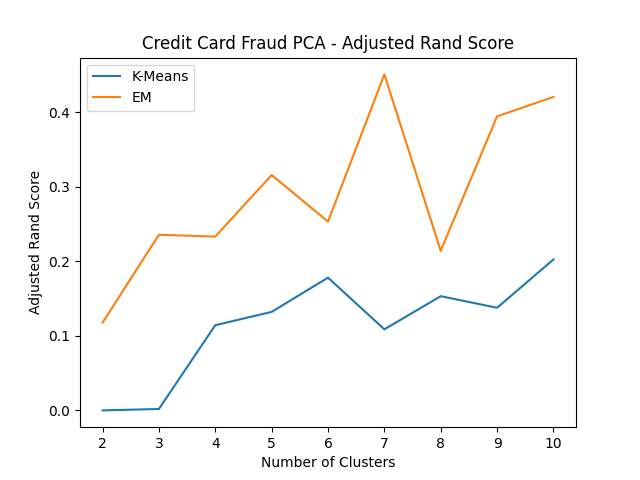 Credit Card Fraud PCA - Adjusted Rand Score
K-Means
EM
Adjusted Rand Score
0.4
0.3
0.2
0.1
0.0
2 3 4 5 6 7 8 9 10
Number of Clusters